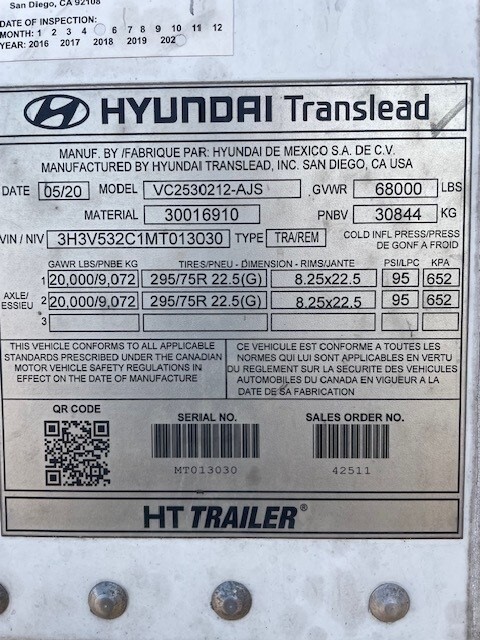 San Diego, CA 92108
DATE OF INSPECTION:
MONTH: 1 2 3 4 6 7 8 9 10 11 12
YEAR: 2016 2017 2018 2019 202
HYUNDAI Translead
MANUF. BY /FABRIQUE PAR: HYUNDAI DE MEXICO S.A. DE C.V.
MANUFACTURED BY HYUNDAI TRANSLEAD, INC. SAN DIEGO, CA USA
DATE 05/20 MODEL VC2530212-AJS GVWR 68000 LBS
MATERIAL 30016910 PNBV 30844 KG
VIN / NIV 3H3V532C1MT013030 TYPE TRA/REM COLD INFL PRESS/PRESS DE GONF A FROID
GAWR LBS/PNBE KG TIRES/PNEU - DIMENSION - RIMS/JANTE PSI/LPC KPA
AXLE/ESSIEU
1 20,000/9,072 295/75R 22.5(G) 8.25x22.5 95 652
2 20,000/9,072 295/75R 22.5(G) 8.25x22.5 95 652
3
THIS VEHICLE CONFORMS TO ALL APPLICABLE
STANDARDS PRESCRIBED UNDER THE CANADIAN
MOTOR VEHICLE SAFETY REGULATIONS IN
EFFECT ON THE DATE OF MANUFACTURE
CE VEHICULE EST CONFORME A TOUTES LES
NORMES QUI LUI SONT APPLICABLES EN VERTU
DU REGLEMENT SUR LA SECURITE DES VEHICULES
AUTOMOBILES DU CANADA EN VIGUEUR A LA
DATE DE SA FABRICATION
QR CODE
SERIAL NO.
MT013030
SALES ORDER NO.
42511
HT TRAILER®